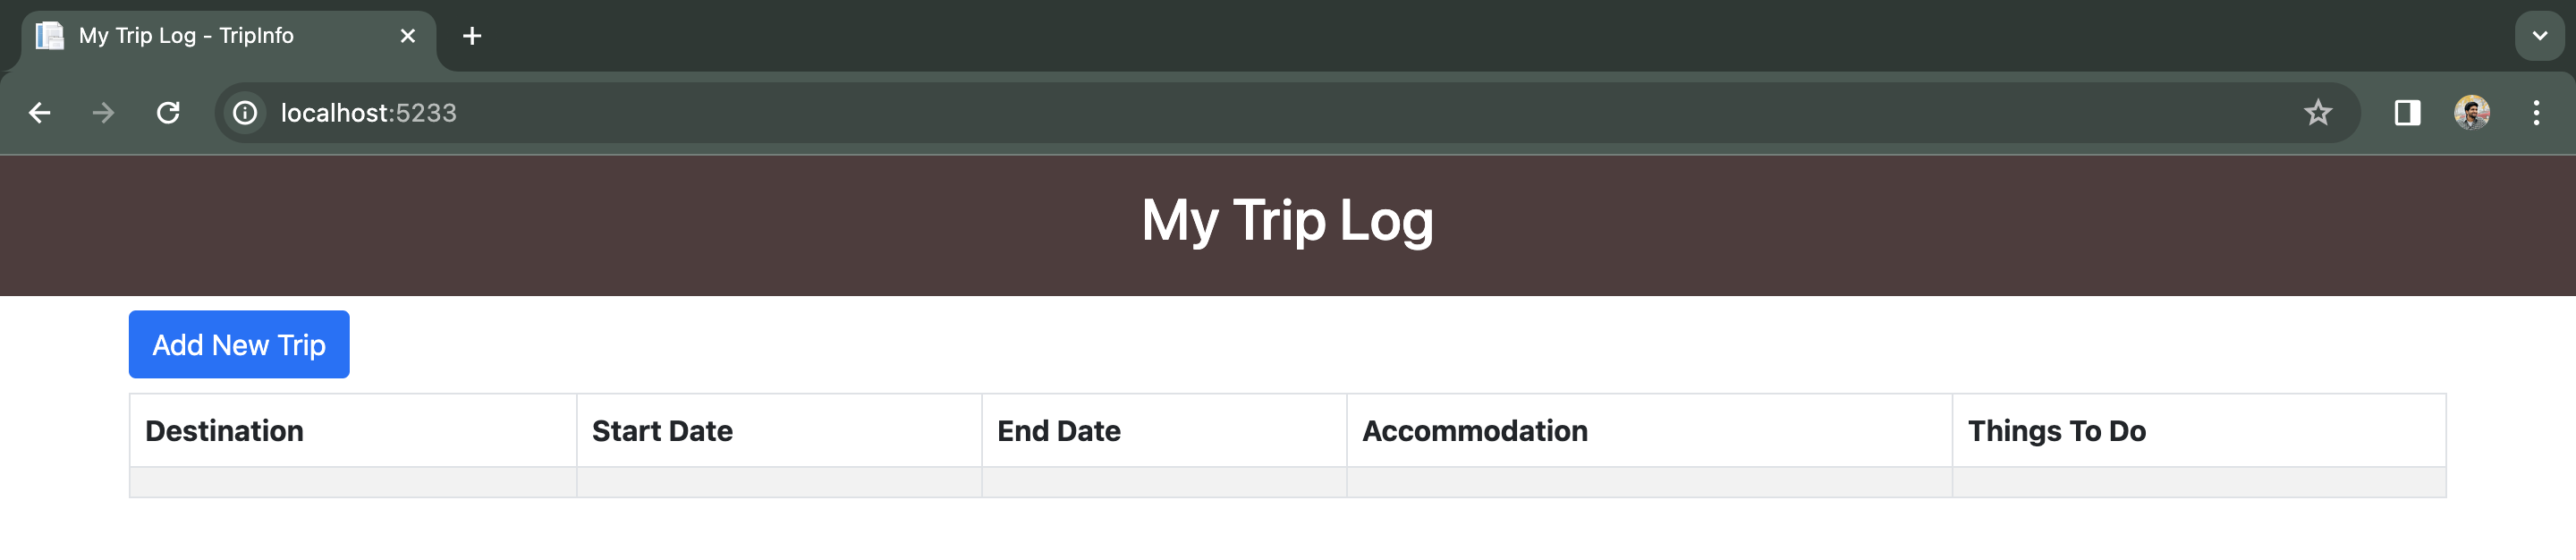 My Trip Log - TripInfo
localhost:5233
My Trip Log
Add New Trip
Destination Start Date End Date Accommodation Things To Do